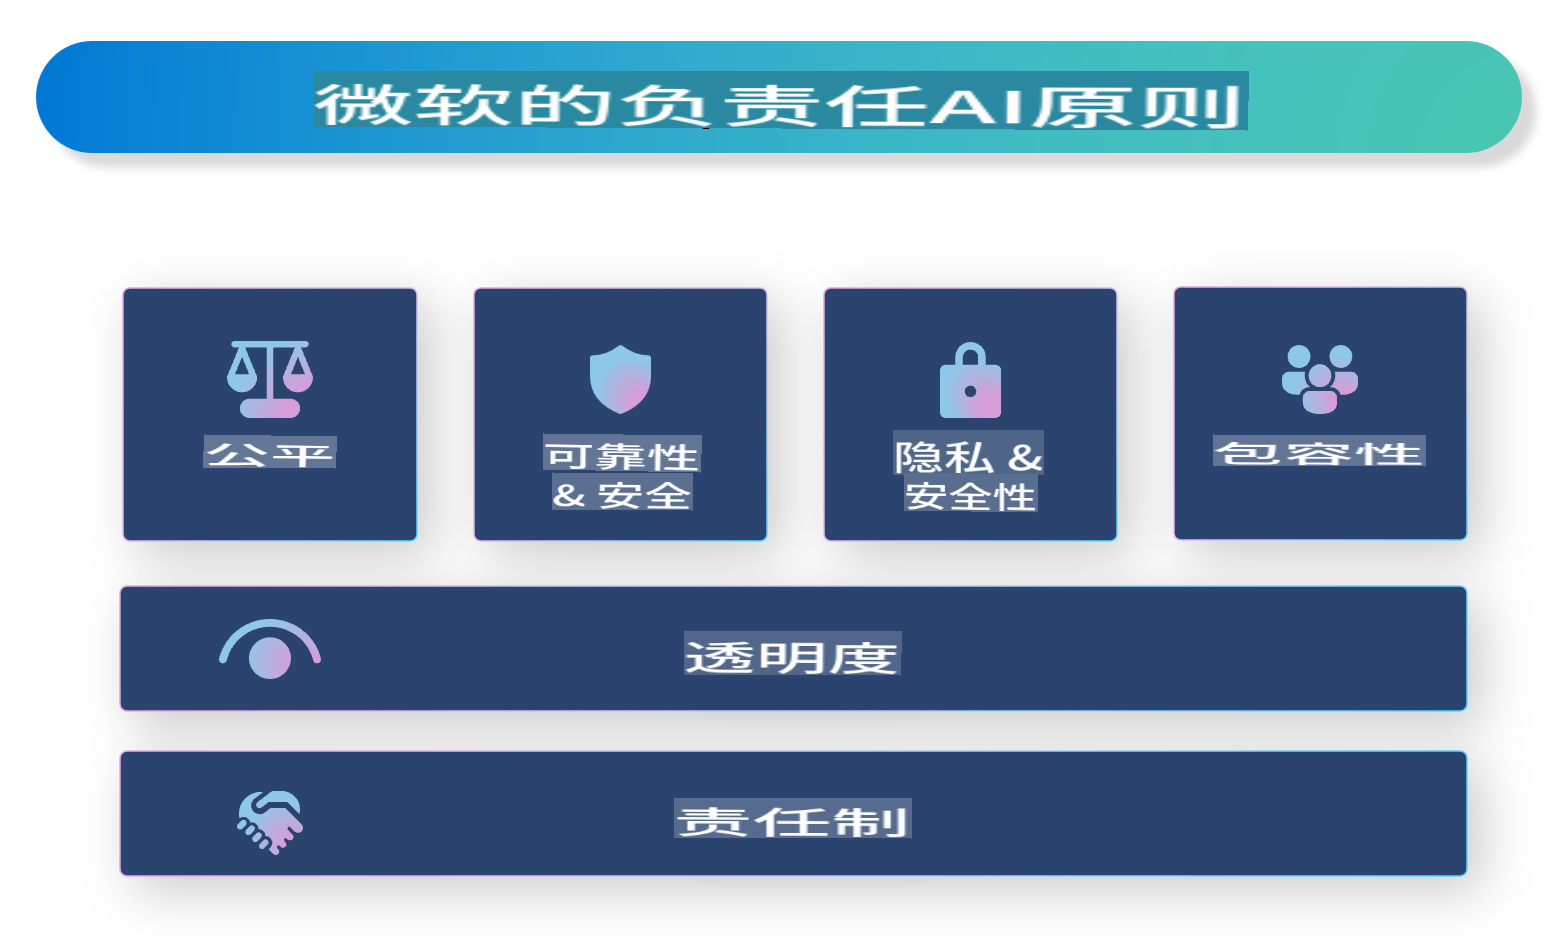 微软的负责任AI原则
公平
可靠性
& 安全
隐私 &
安全性
包容性
透明度
责任制